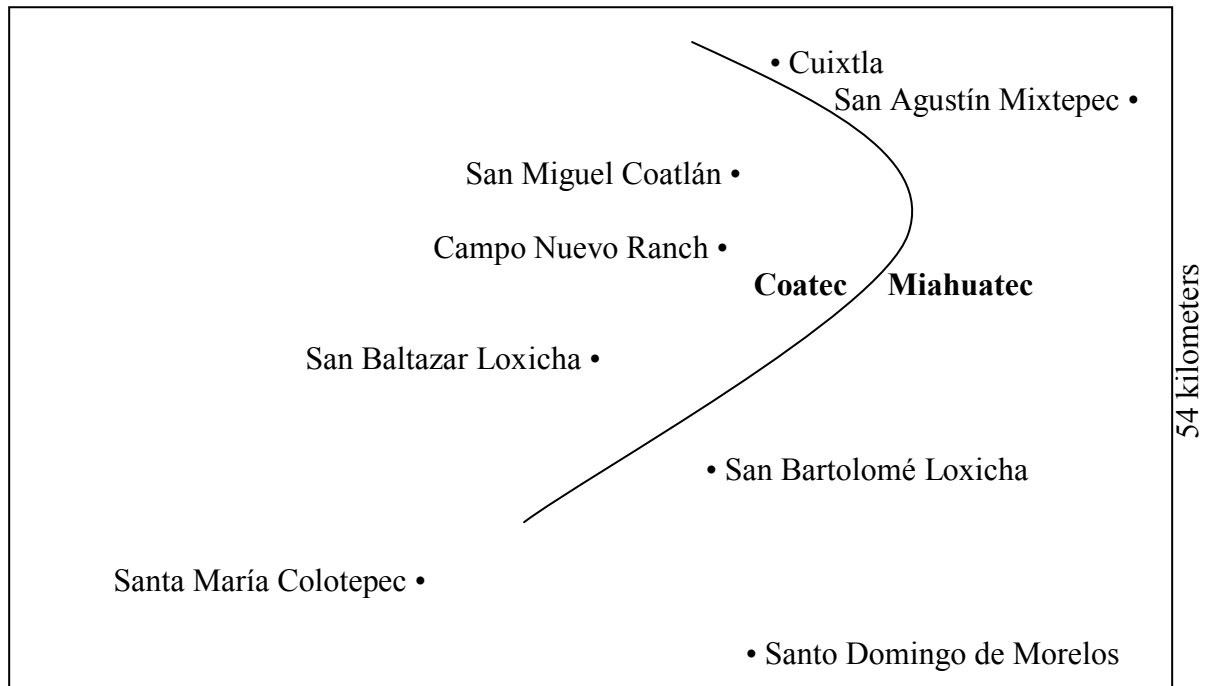 • Cuixtla
San Agustín Mixtepec •
San Miguel Coatlán •
Campo Nuevo Ranch •
Coatec Miahuatec
San Baltazar Loxicha •
54 kilometers
• San Bartolomé Loxicha
Santa María Colotepec •
• Santo Domingo de Morelos